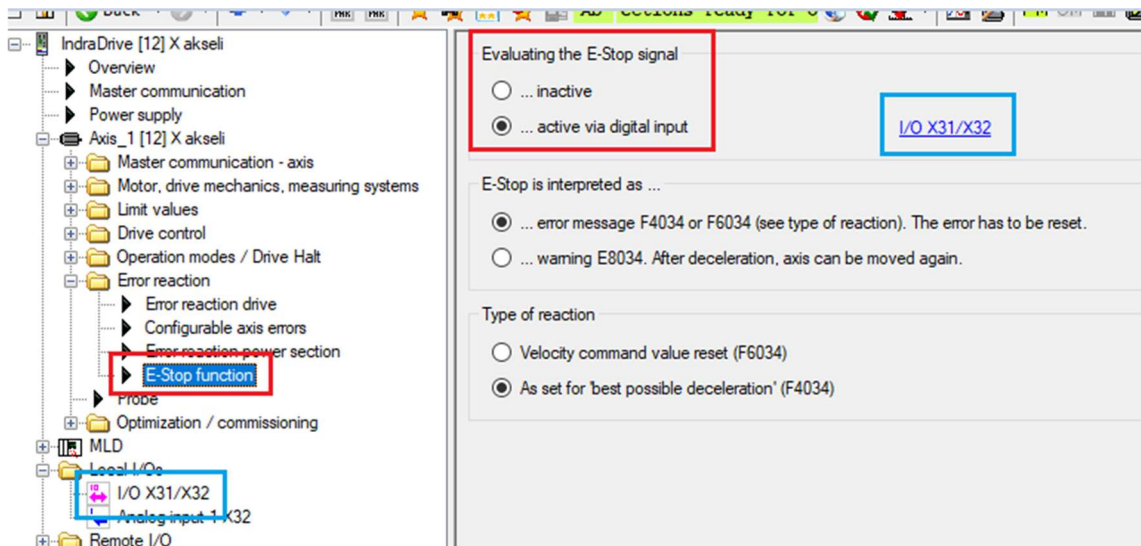 Back
IndraDrive [12] X akseli
Overview
Master communication
Power supply
Axis_1 [12] X akseli
Master communication - axis
Motor, drive mechanics, measuring systems
Limit values
Drive control
Operation modes / Drive Halt
Error reaction
Error reaction drive
Configurable axis errors
Error reaction power section
E-Stop function
Probe
Optimization / commissioning
MLD
Local I/Os
I/O X31/X32
Analog input 1 X32
Remote I/O
Evaluating the E-Stop signal
... inactive
... active via digital input
I/O X31/X32
E-Stop is interpreted as ...
... error message F4034 or F6034 (see type of reaction). The error has to be reset.
... warning E8034. After deceleration, axis can be moved again.
Type of reaction
Velocity command value reset (F6034)
As set for 'best possible deceleration' (F4034)